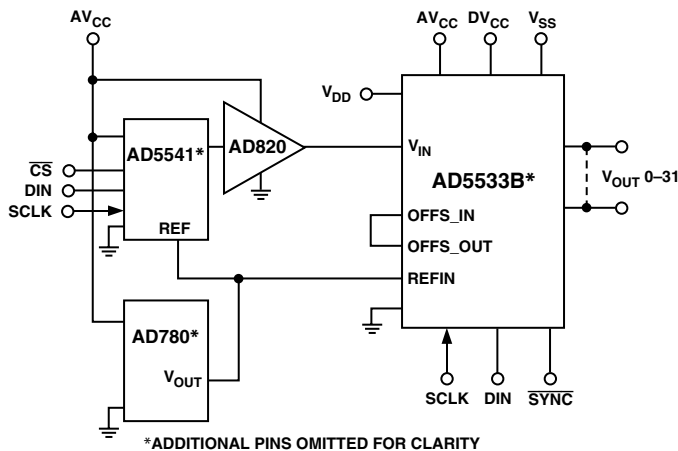 AVCC
AVCC
DVCC
VSS
VDD
AD5541*
AD820
VIN
CS
DIN
SCLK
REF
AD5533B*
VOUT 0–31
OFFS_IN
OFFS_OUT
REFIN
AD780*
VOUT
SCLK
DIN
SYNC
*ADDITIONAL PINS OMITTED FOR CLARITY